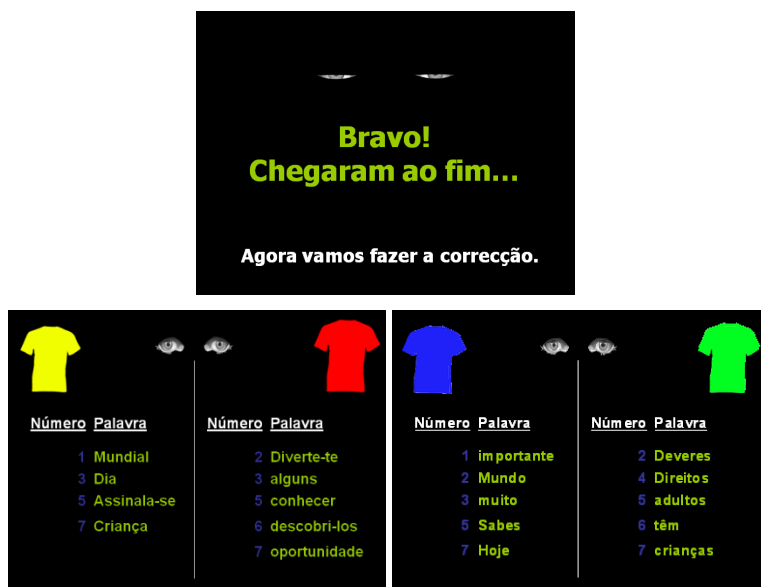 Bravo!
Chegaram ao fim...
Agora vamos fazer a correcção.
Número Palavra
1 Mundial
3 Dia
5 Assinala-se
7 Criança
Número Palavra
2 Diverte-te
3 alguns
5 conhecer
6 descobri-los
7 oportunidade
Número Palavra
1 importante
2 Mundo
3 muito
5 Sabes
7 Hoje
Número Palavra
2 Deveres
4 Direitos
5 adultos
6 têm
7 crianças